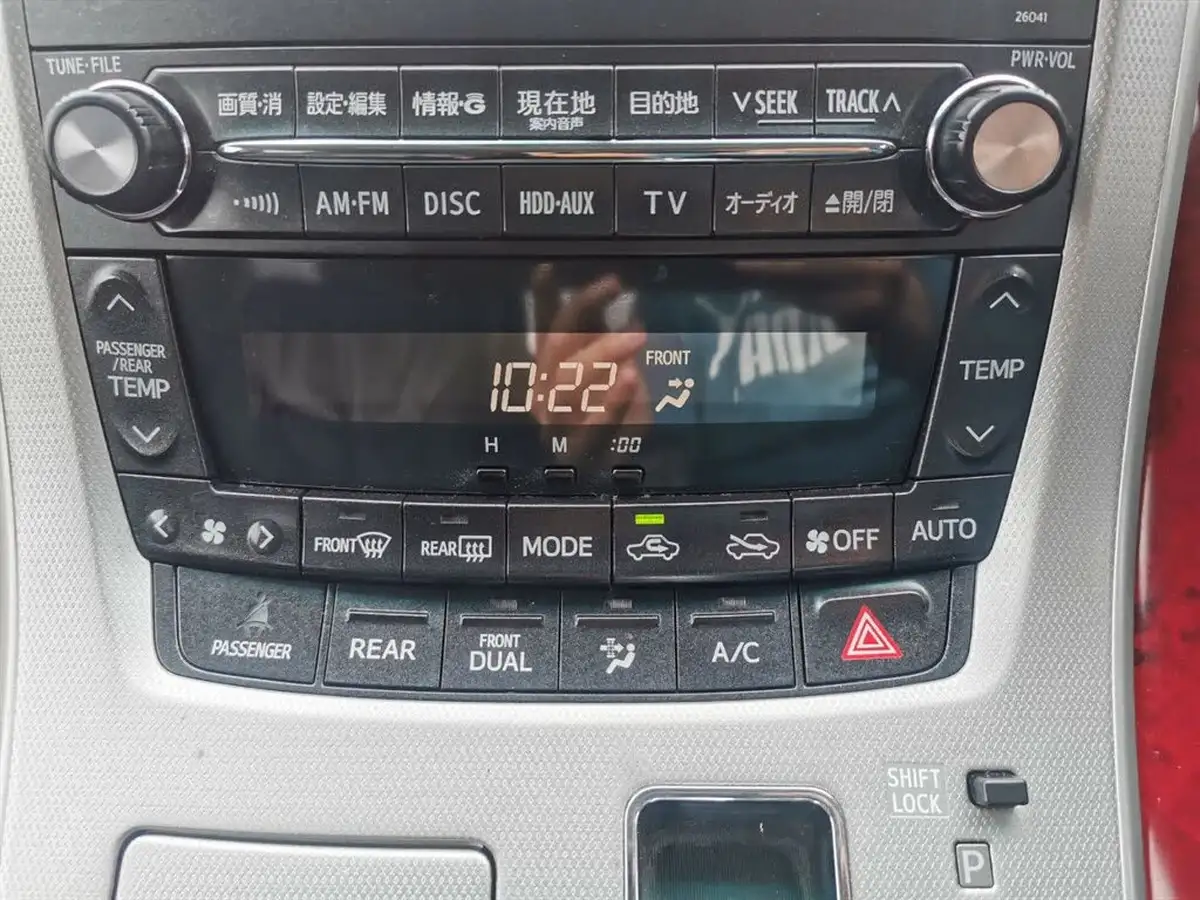 26041
TUNE·FILE
PWR·VOL
画質·消
設定·編集
情報·G
現在地
案内音声
目的地
∨SEEK
TRACK∧
AM·FM
DISC
HDD·AUX
TV
オーディオ
⏏開/閉
PASSENGER
/REAR
TEMP
10:22
FRONT
TEMP
H
M
:00
FRONT
REAR
MODE
OFF
AUTO
PASSENGER
REAR
FRONT
DUAL
A/C
SHIFT
LOCK
P